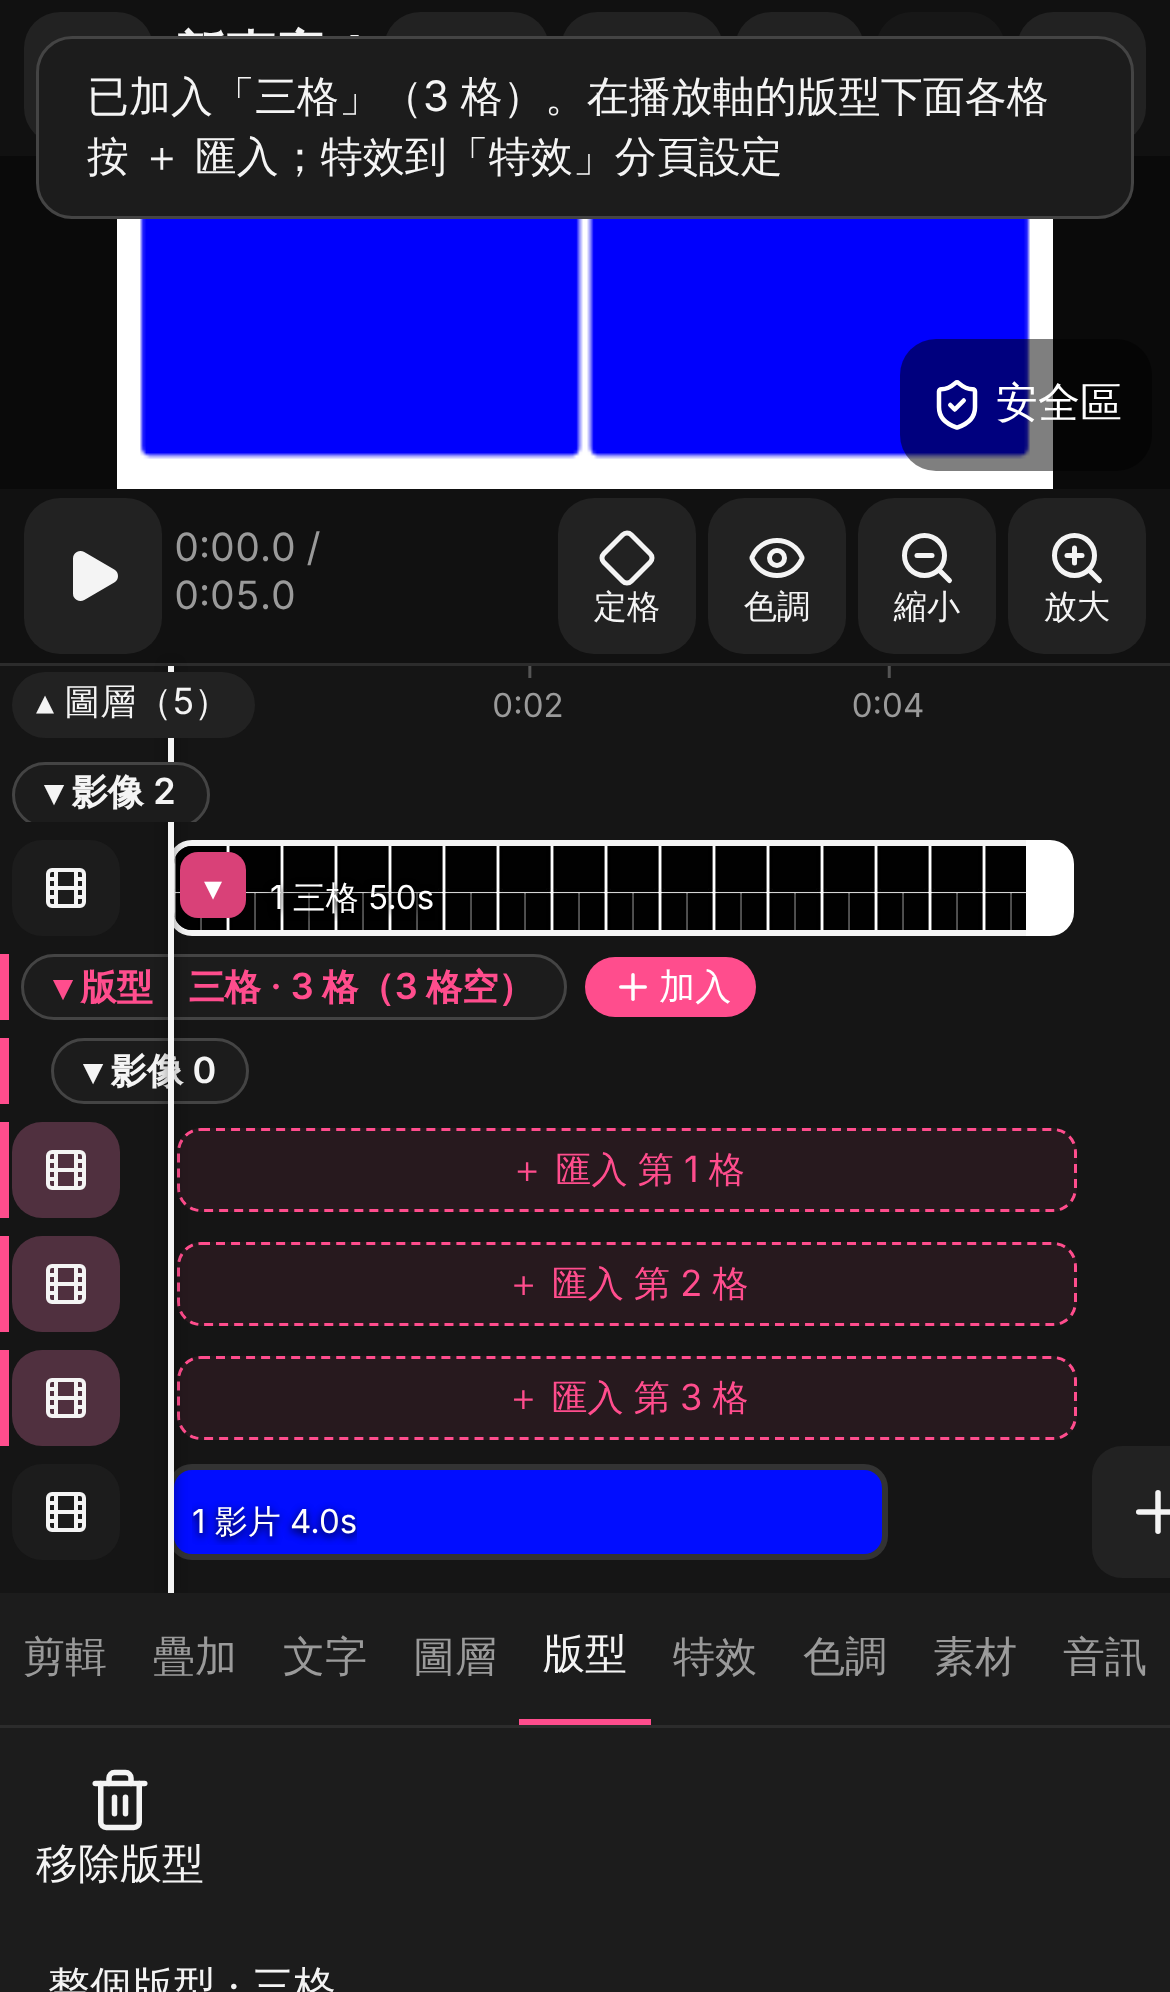 已加入「三格」（3 格）。在播放軸的版型下面各格
按 ＋ 匯入；特效到「特效」分頁設定
安全區
0:00.0 /
0:05.0
定格
色調
縮小
放大
▲ 圖層（5）
0:02
0:04
▼影像 2
▼
1 三格 5.0s
▼版型 三格 · 3 格（3 格空）
＋ 加入
▼影像 0
＋ 匯入 第 1 格
＋ 匯入 第 2 格
＋ 匯入 第 3 格
1 影片 4.0s
剪輯 疊加 文字 圖層 版型 特效 色調 素材 音訊
移除版型
整個版型 · 三格